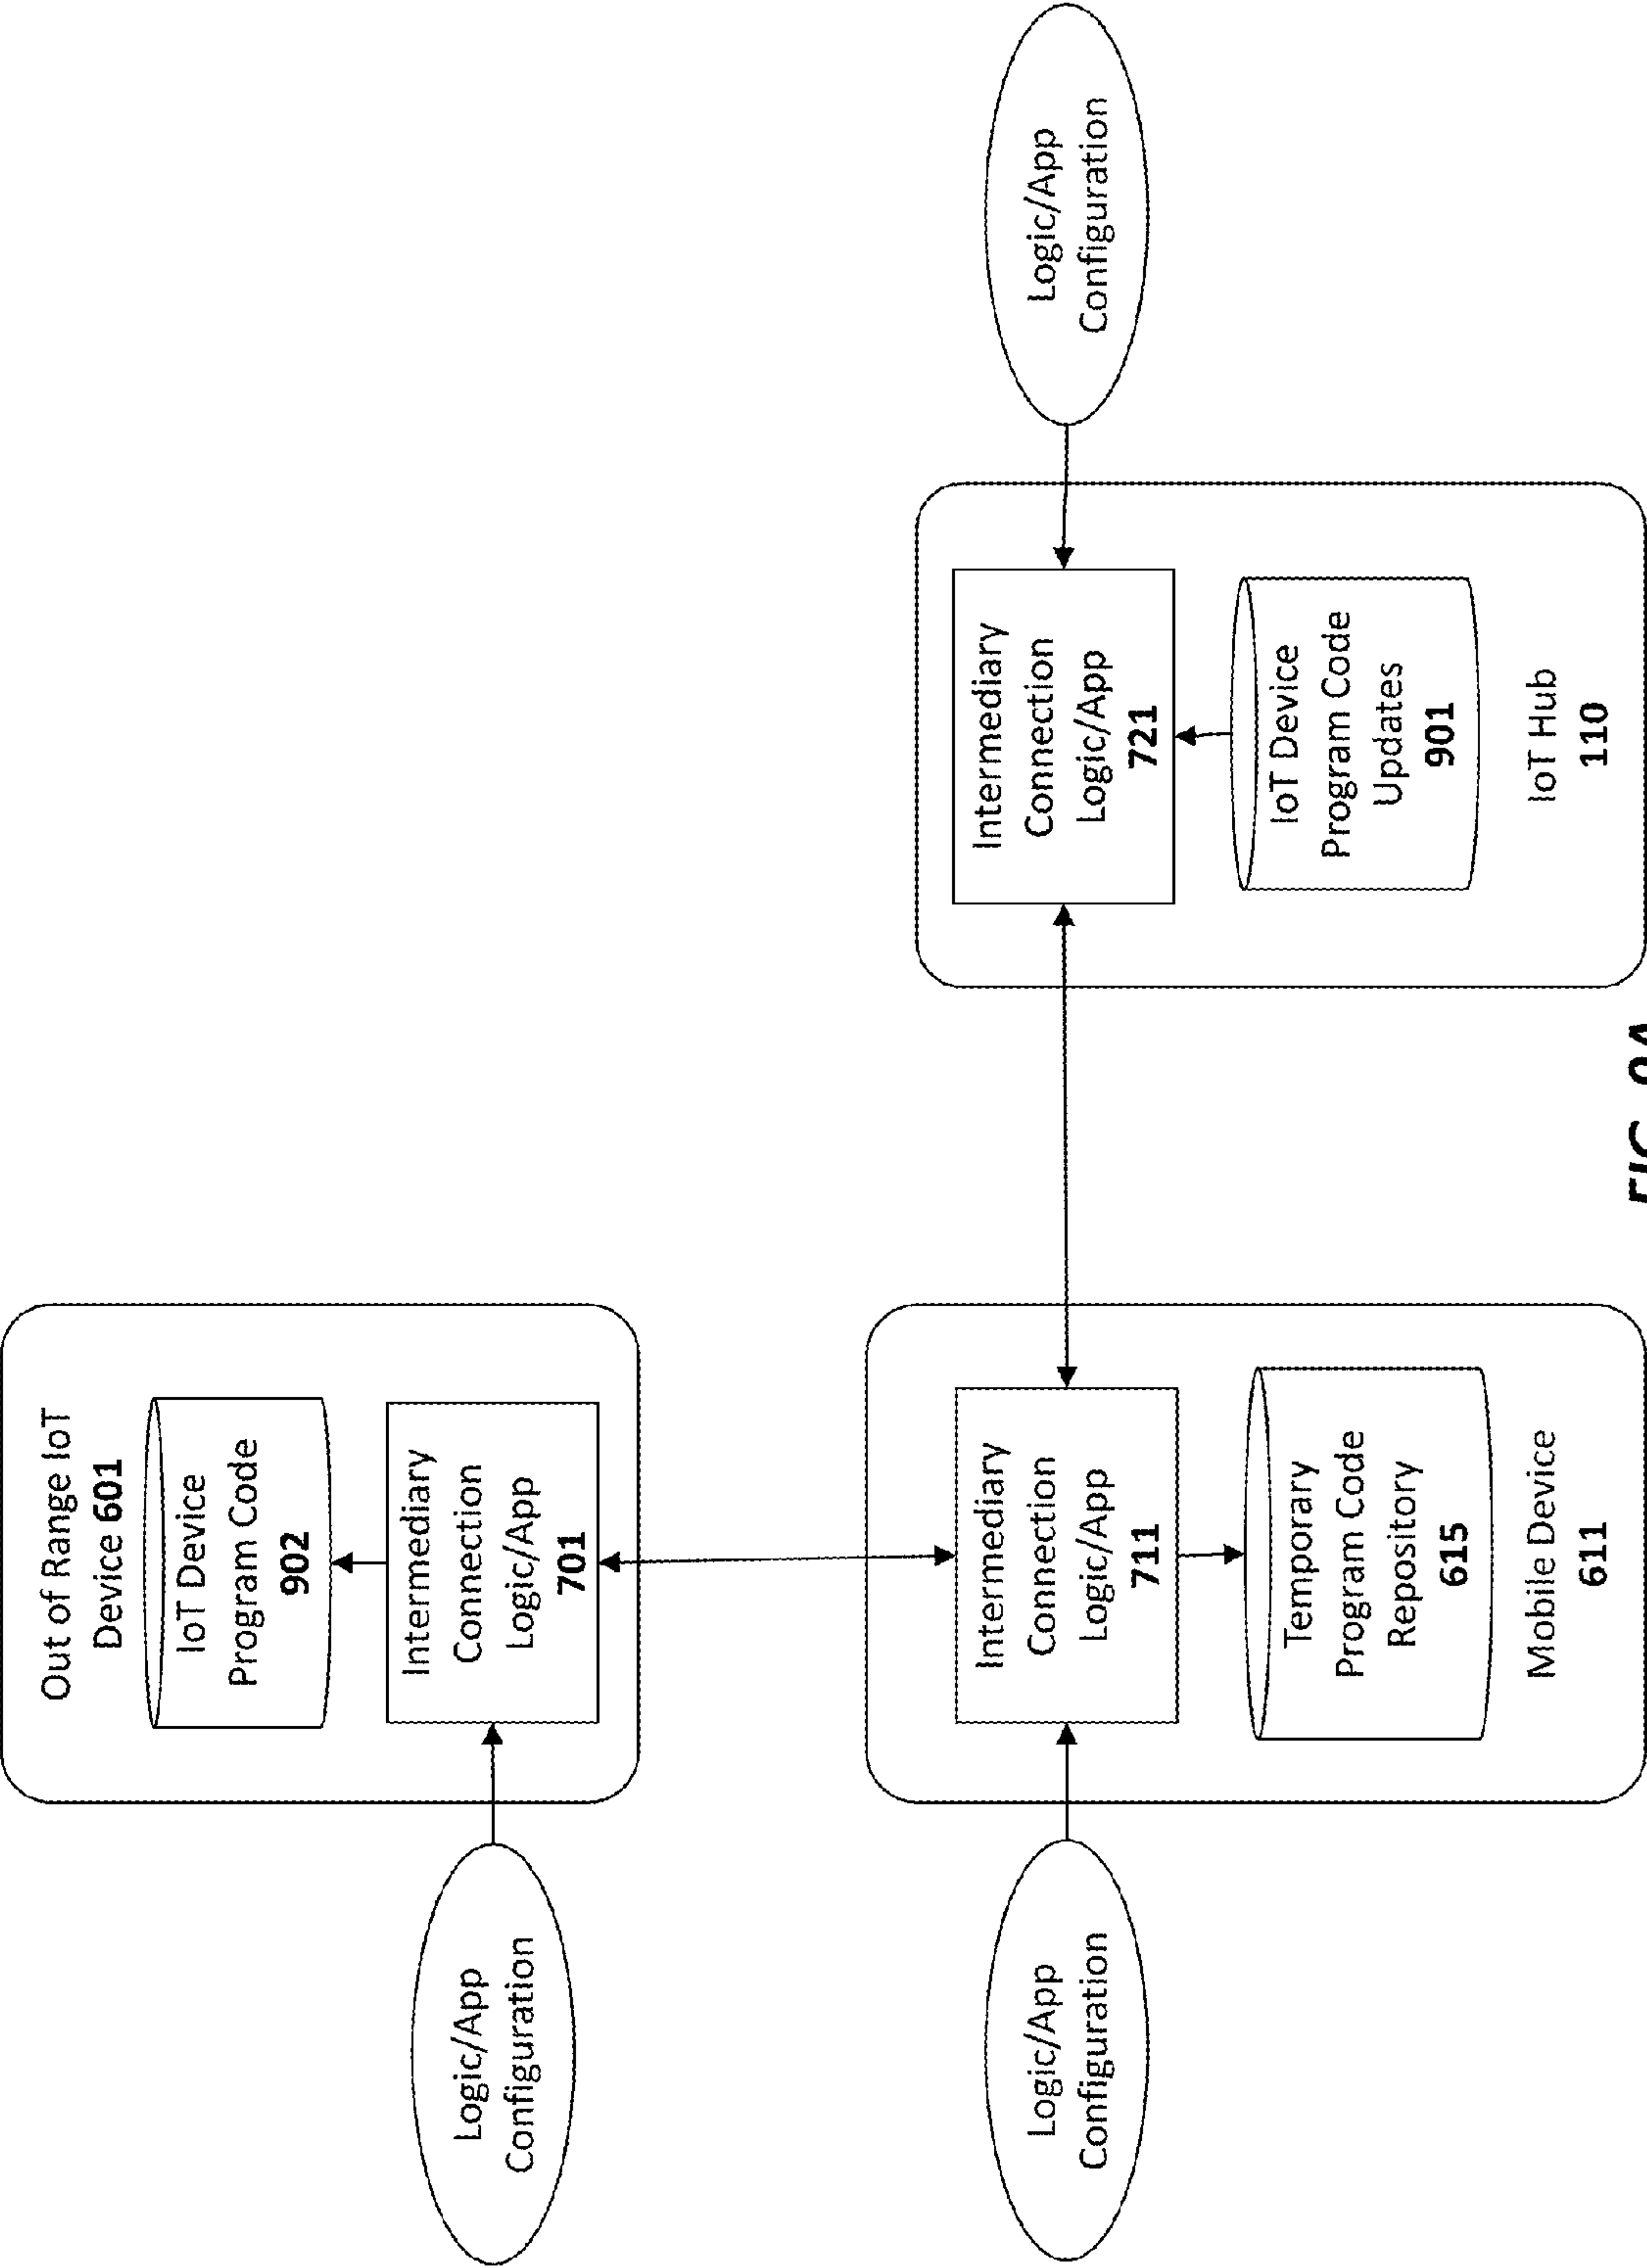 Out of Range IoT
Device 601
IoT Device
Program Code
902
Logic/App
Configuration
Intermediary
Connection
Logic/App
701
Logic/App
Configuration
Intermediary
Connection
Logic/App
711
Temporary
Program Code
Repository
615
Mobile Device
611
Intermediary
Connection
Logic/App
721
IoT Device
Program Code
Updates
901
IoT Hub
110
Logic/App
Configuration
FIG. 9A